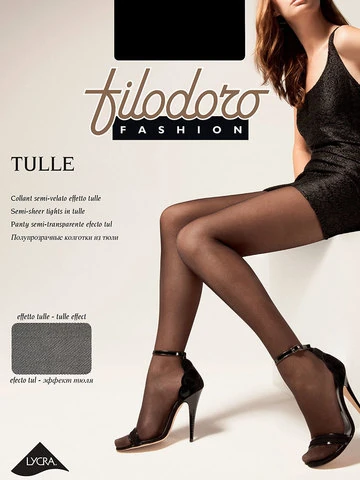 filodoro
FASHION
TULLE
Collant semi-velato effetto tulle
Semi-sheer tights in tulle
Panty semi-transparente efecto tul
Полупрозрачные колготки из тюли
effetto tulle - tulle effect
efecto tul - эффект тюля
LYCRA.